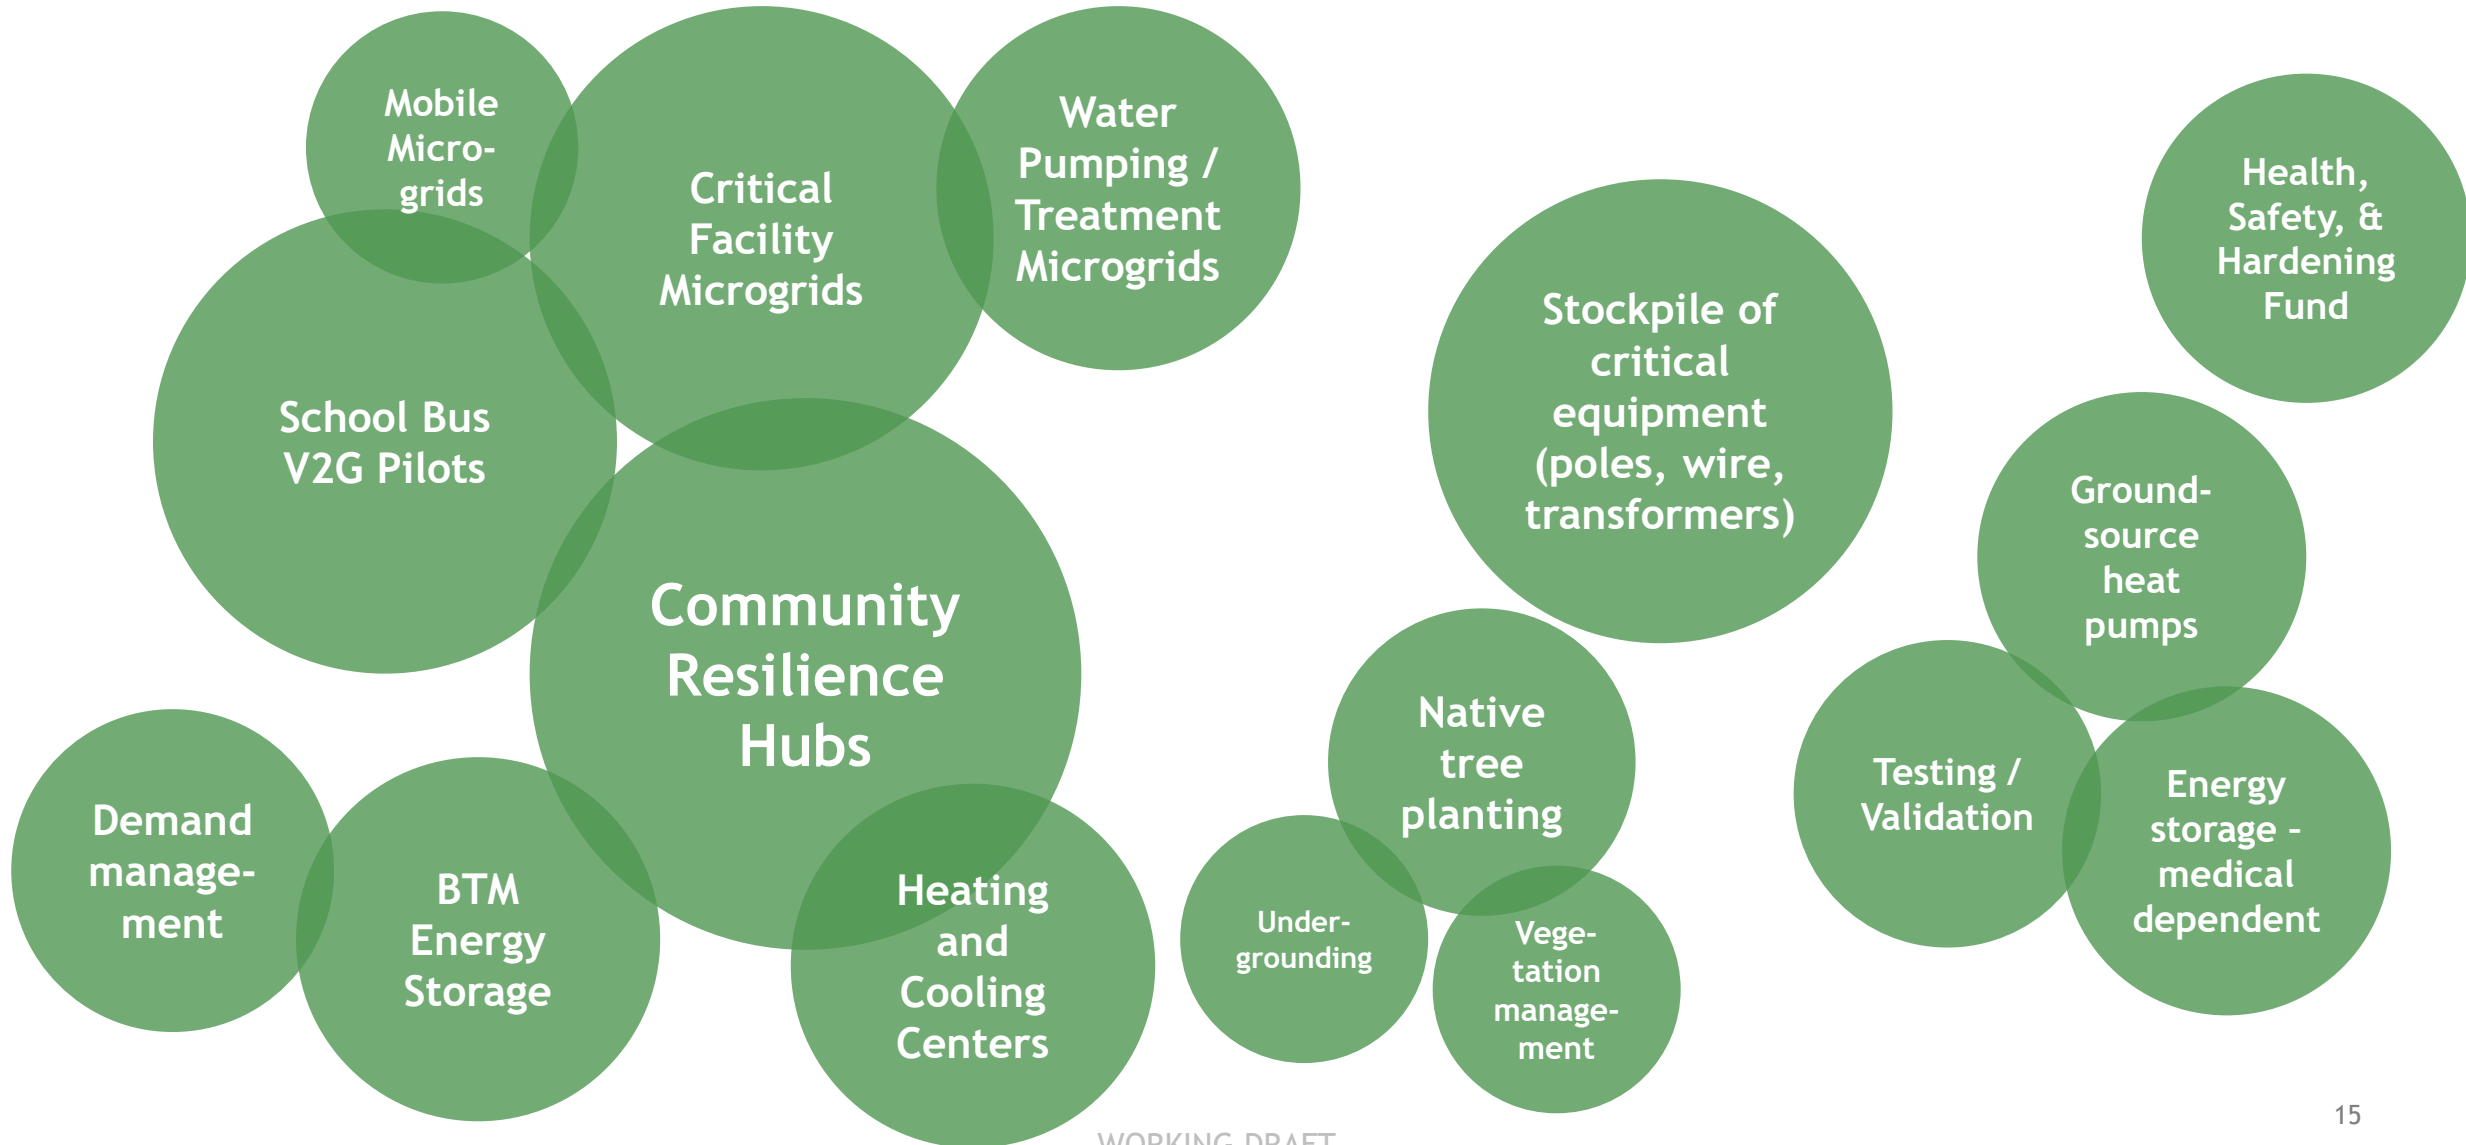 Mobile
Micro-
grids
Critical
Facility
Microgrids
Water
Pumping /
Treatment
Microgrids
School Bus
V2G Pilots
Community
Resilience
Hubs
Demand
manage-
ment
BTM
Energy
Storage
Heating
and
Cooling
Centers
Stockpile of
critical
equipment
(poles, wire,
transformers)
Native
tree
planting
Under-
grounding
Vege-
tation
manage-
ment
Health,
Safety, &
Hardening
Fund
Ground-
source
heat
pumps
Testing /
Validation
Energy
storage –
medical
dependent
WORKING DRAFT
15